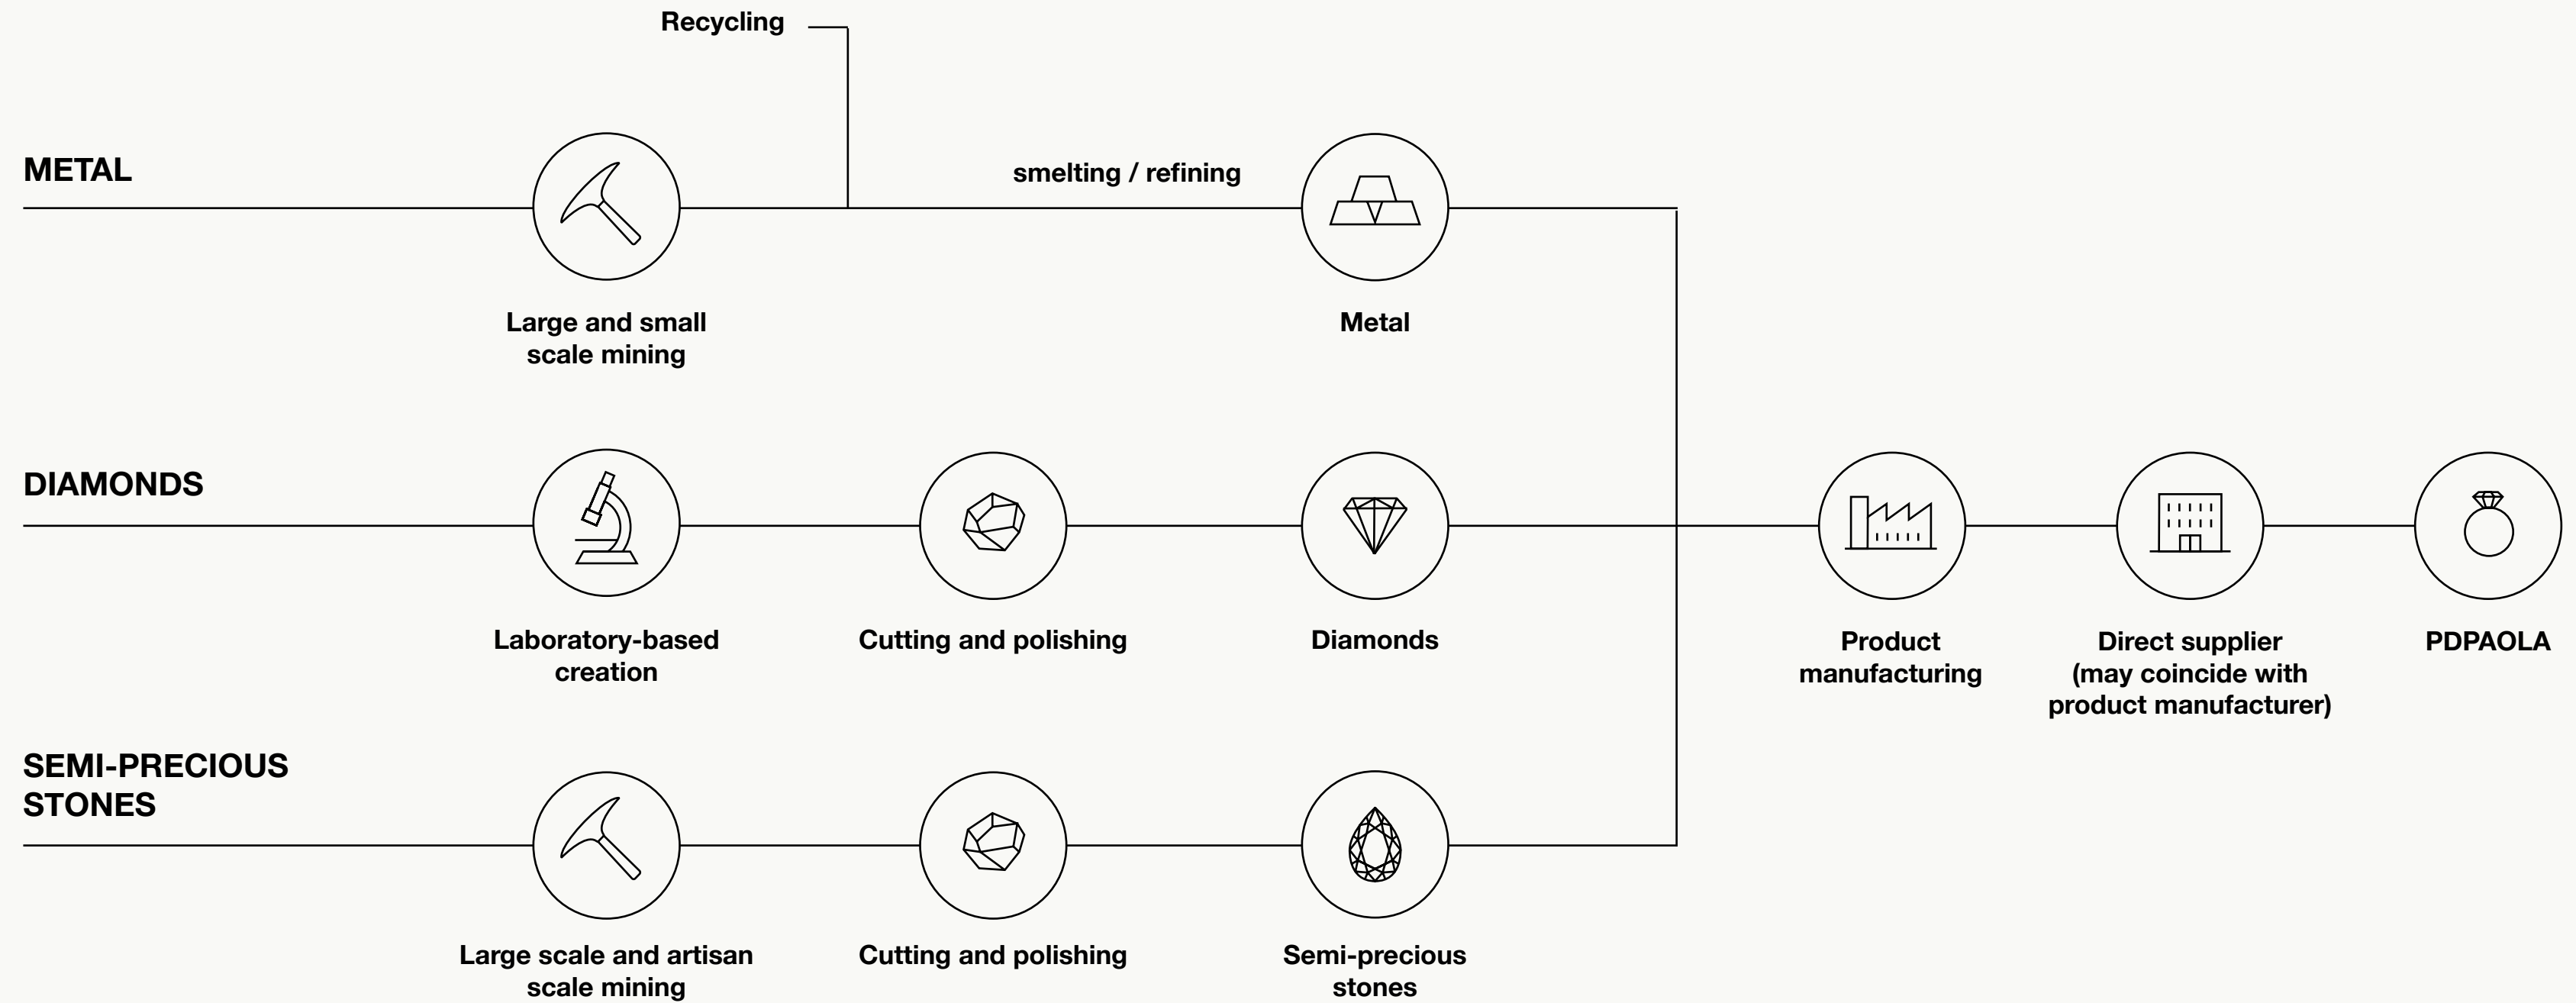 Recycling
METAL
smelting / refining
Large and small
scale mining
Metal
DIAMONDS
Laboratory-based
creation
Cutting and polishing
Diamonds
Product
manufacturing
Direct supplier
(may coincide with
product manufacturer)
PDPAOLA
SEMI-PRECIOUS
STONES
Large scale and artisan
scale mining
Cutting and polishing
Semi-precious
stones